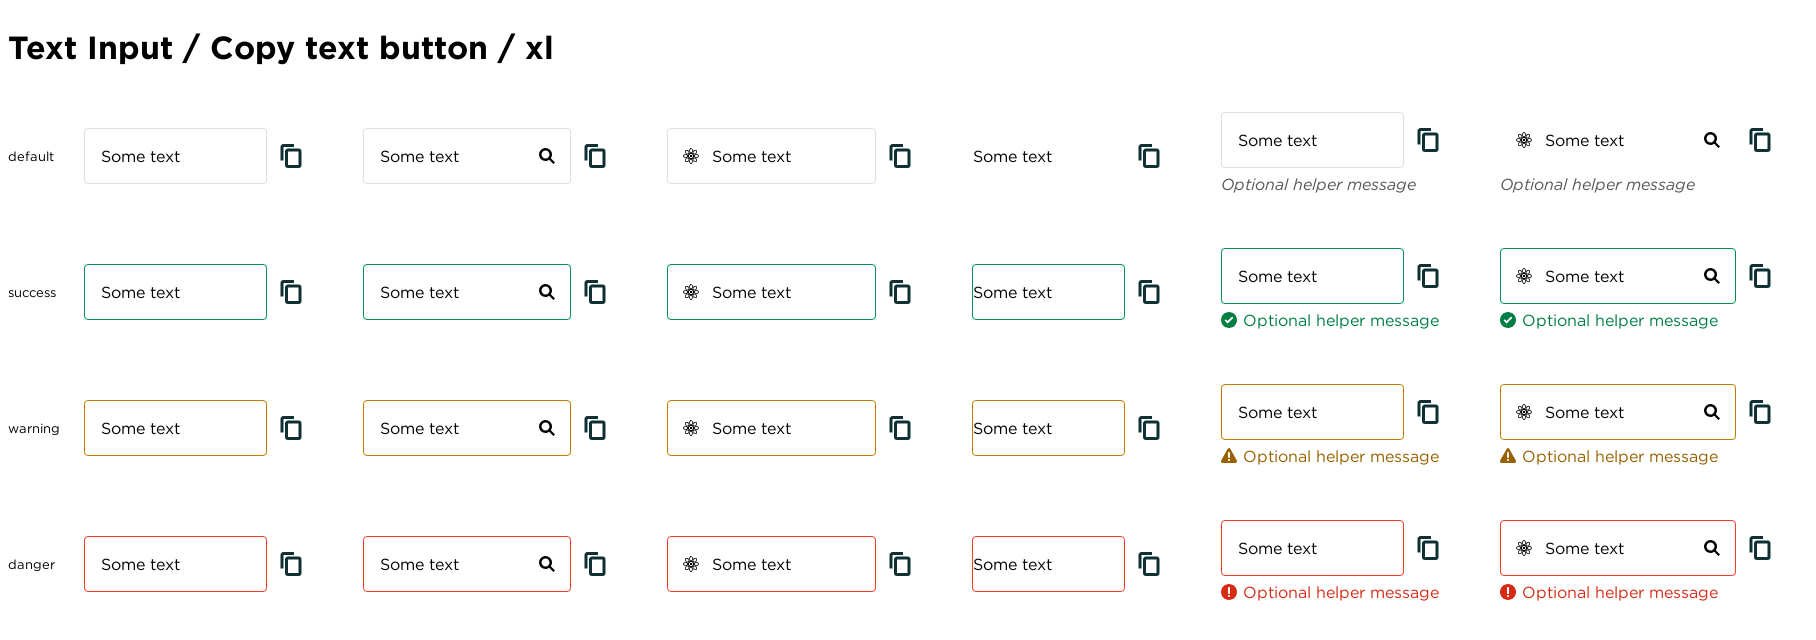 Text Input / Copy text button / xl
default Some text Some text Some text Some text Some text Some text
Optional helper message Optional helper message
success Some text Some text Some text Some text Some text Some text
Optional helper message Optional helper message
warning Some text Some text Some text Some text Some text Some text
Optional helper message Optional helper message
danger Some text Some text Some text Some text Some text Some text
Optional helper message Optional helper message